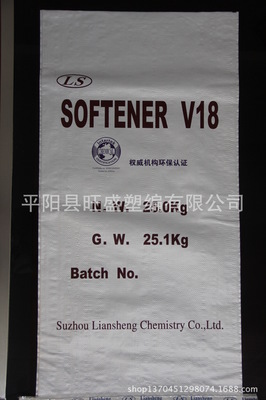 LS
SOFTENER V18
权威机构环保认证
平阳县旺盛塑编有限公司
N. W. 25.0Kg
G. W. 25.1Kg
Batch No.
Suzhou Liansheng Chemistry Co.,Ltd.
shop1370451298074.1688.com